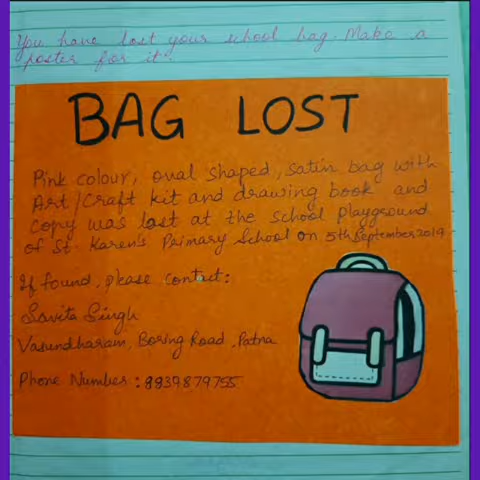 You have lost your school bag. Make a
poster for it.
BAG LOST
Pink colour, oval shaped, satin bag with
Art/Craft kit and drawing book and
copy was lost at the school playground
of St. Karen's Primary School on 5th September 2019
If found, please contact:
Savita Singh
Vasundharam, Boring Road, Patna
Phone Number: 8939879755